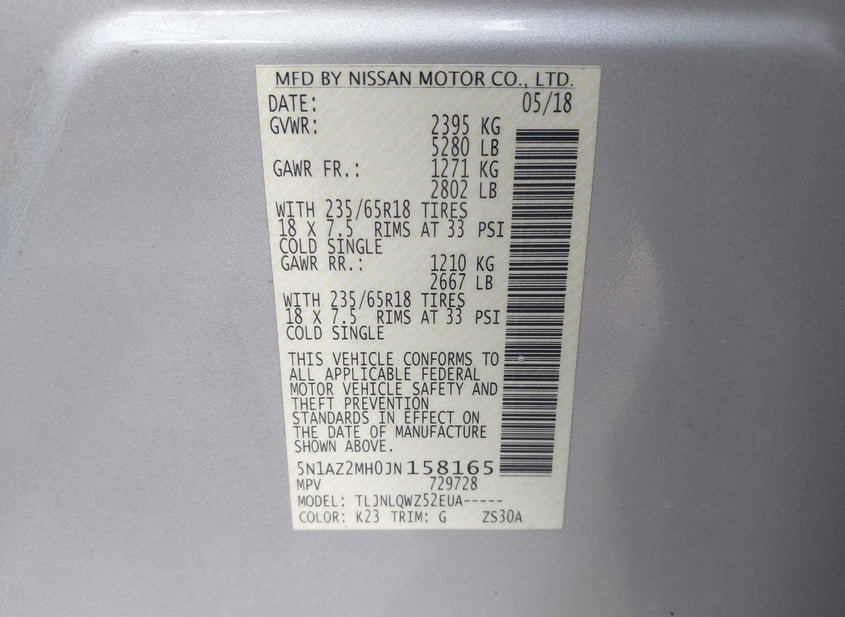 MFD BY NISSAN MOTOR CO., LTD.
DATE: 05/18
GVWR: 2395 KG
5280 LB
GAWR FR.: 1271 KG
2802 LB
WITH 235/65R18 TIRES
18 X 7.5 RIMS AT 33 PSI
COLD SINGLE
GAWR RR.: 1210 KG
2667 LB
WITH 235/65R18 TIRES
18 X 7.5 RIMS AT 33 PSI
COLD SINGLE
THIS VEHICLE CONFORMS TO
ALL APPLICABLE FEDERAL
MOTOR VEHICLE SAFETY AND
THEFT PREVENTION
STANDARDS IN EFFECT ON
THE DATE OF MANUFACTURE
SHOWN ABOVE.
5N1AZ2MH0JN158165
MPV 729728
MODEL: TLJNLQWZ52EUA-----
COLOR: K23 TRIM: G ZS30A